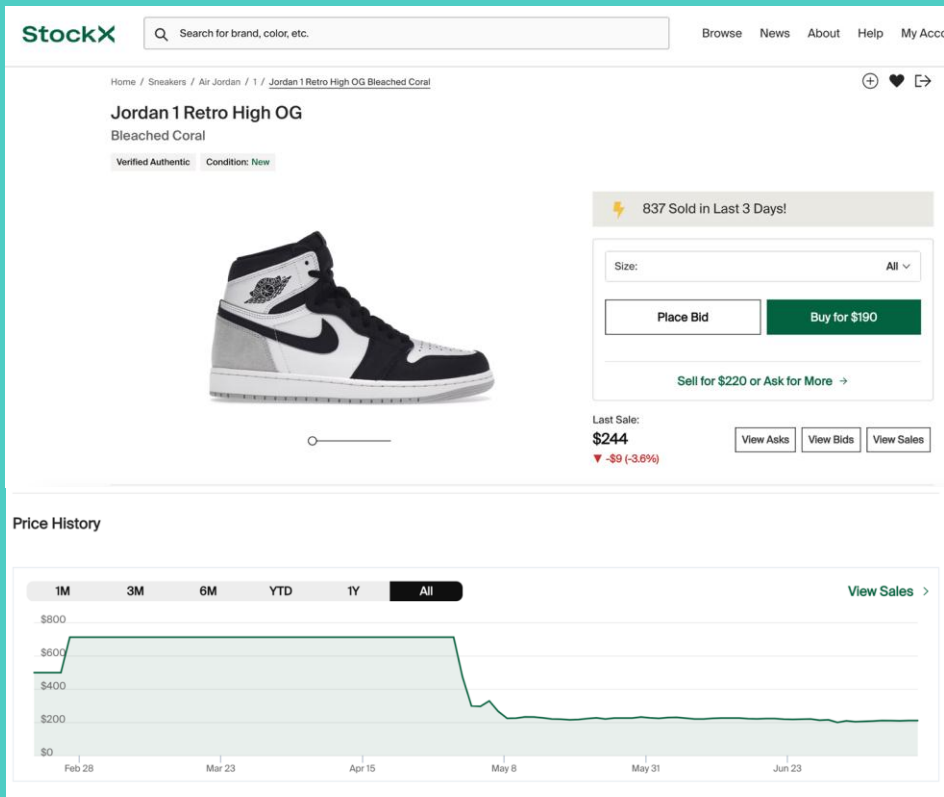 StockX
Search for brand, color, etc.
Browse News About Help My Acco
Home / Sneakers / Air Jordan / 1 / Jordan 1 Retro High OG Bleached Coral
Jordan 1 Retro High OG
Bleached Coral
Verified Authentic Condition: New
837 Sold in Last 3 Days!
Size: All
Place Bid Buy for $190
Sell for $220 or Ask for More →
Last Sale:
$244
▼ -$9 (-3.6%)
View Asks View Bids View Sales
Price History
1M 3M 6M YTD 1Y All
View Sales >
$800
$600
$400
$200
$0
Feb 28 Mar 23 Apr 15 May 8 May 31 Jun 23